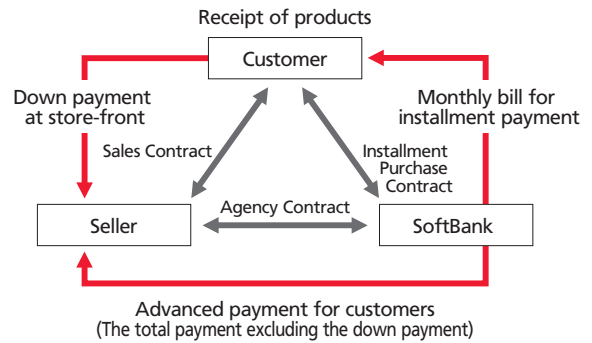 Receipt of products
Customer
Down payment
at store-front
Monthly bill for
installment payment
Sales Contract
Installment
Purchase
Contract
Seller
Agency Contract
SoftBank
Advanced payment for customers
(The total payment excluding the down payment)